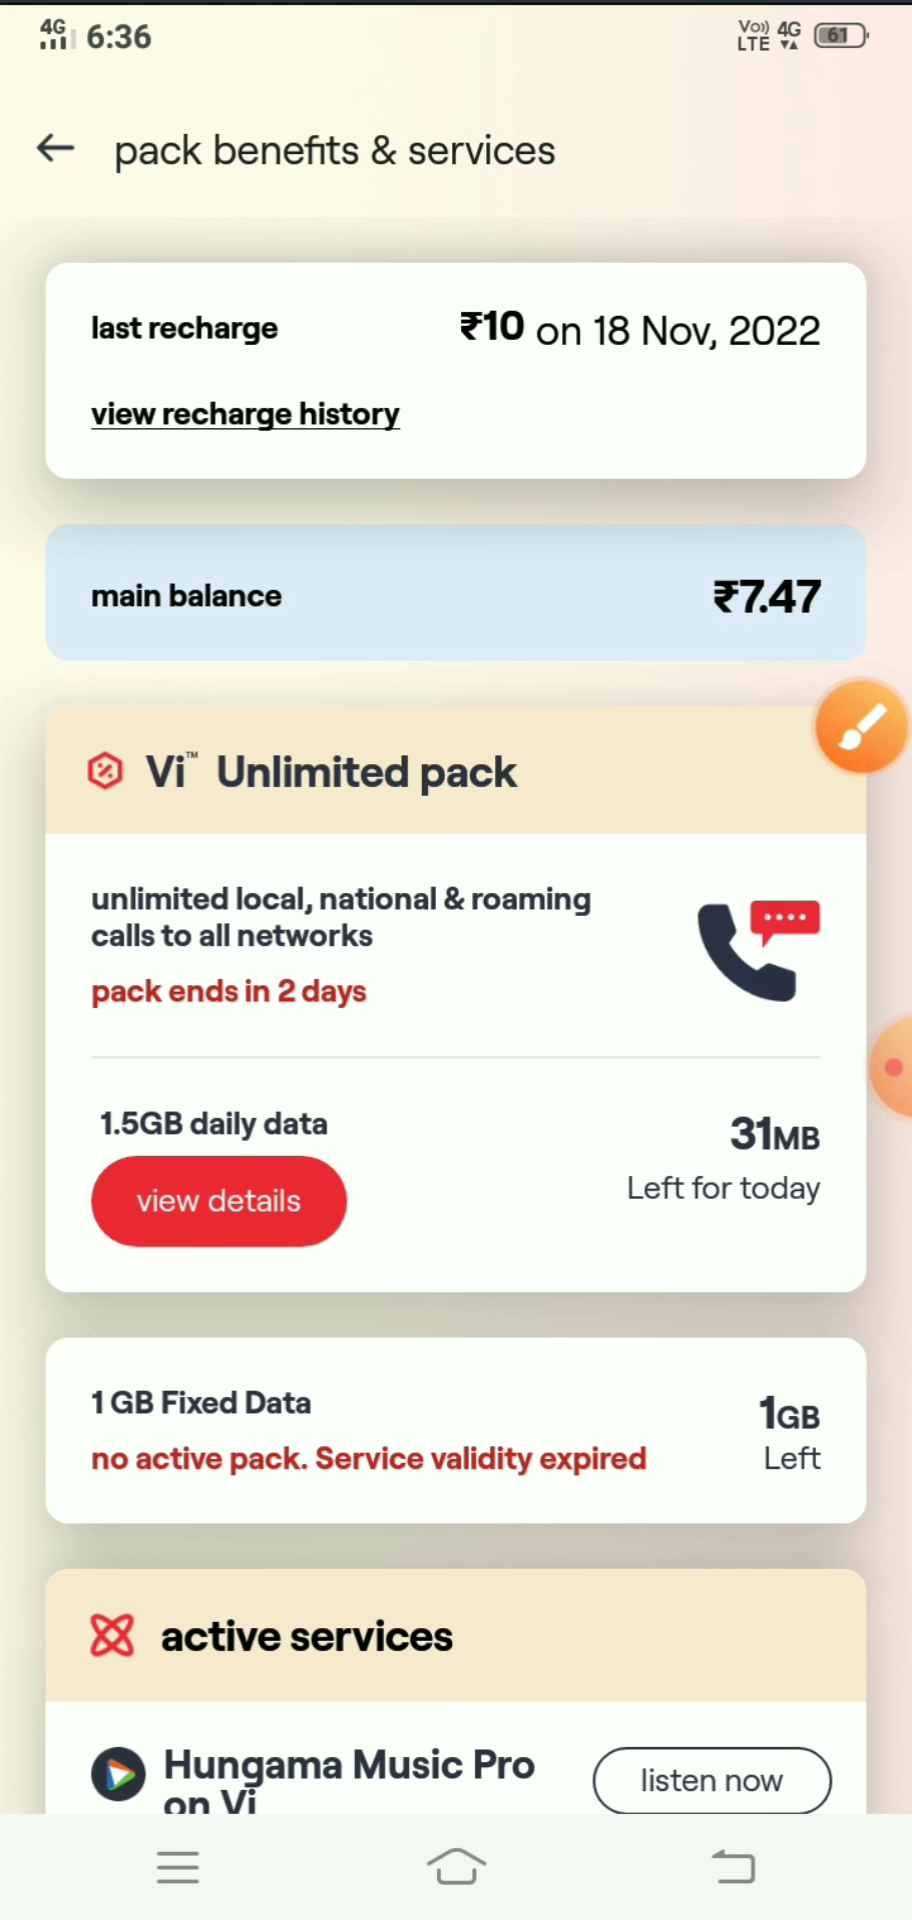 4G 6:36 Vo)) LTE 4G 61
pack benefits & services
last recharge ₹10 on 18 Nov, 2022
view recharge history
main balance ₹7.47
Vi™ Unlimited pack
unlimited local, national & roaming
calls to all networks
pack ends in 2 days
1.5GB daily data 31MB
view details Left for today
1 GB Fixed Data 1GB
no active pack. Service validity expired Left
active services
Hungama Music Pro listen now
on Vi